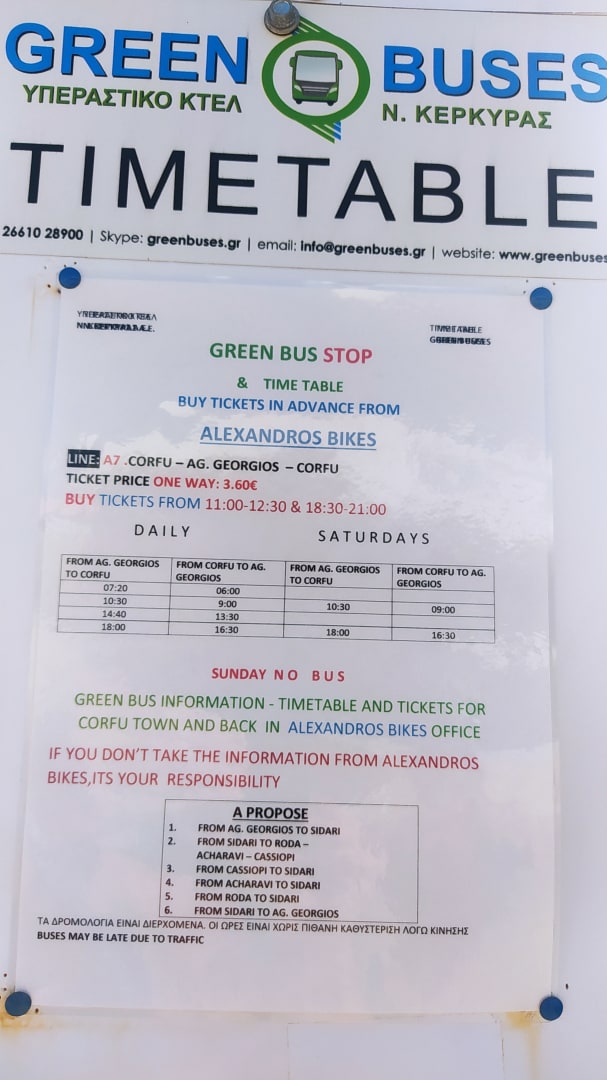 GREEN BUSES
ΥΠΕΡΑΣΤΙΚΟ ΚΤΕΛ Ν. ΚΕΡΚΥΡΑΣ
TIMETABLE
26610 28900 | Skype: greenbuses.gr | email: info@greenbuses.gr | website: www.greenbuses
TIME TABLE
GREEN BUS STOP
& TIME TABLE
BUY TICKETS IN ADVANCE FROM
ALEXANDROS BIKES
LINE: A7 .CORFU – AG. GEORGIOS – CORFU
TICKET PRICE ONE WAY: 3.60€
BUY TICKETS FROM 11:00-12:30 & 18:30-21:00
DAILY SATURDAYS
FROM AG. GEORGIOS TO CORFU FROM CORFU TO AG. GEORGIOS FROM AG. GEORGIOS TO CORFU FROM CORFU TO AG. GEORGIOS
07:20 06:00
10:30 9:00 10:30 09:00
14:40 13:30
18:00 16:30 18:00 16:30
SUNDAY NO BUS
GREEN BUS INFORMATION - TIMETABLE AND TICKETS FOR
CORFU TOWN AND BACK IN ALEXANDROS BIKES OFFICE
IF YOU DON'T TAKE THE INFORMATION FROM ALEXANDROS
BIKES,ITS YOUR RESPONSIBILITY
A PROPOSE
1. FROM AG. GEORGIOS TO SIDARI
2. FROM SIDARI TO RODA –
ACHARAVI – CASSIOPI
3. FROM CASSIOPI TO SIDARI
4. FROM ACHARAVI TO SIDARI
5. FROM RODA TO SIDARI
6. FROM SIDARI TO AG. GEORGIOS
ΤΑ ΔΡΟΜΟΛΟΓΙΑ ΕΙΝΑΙ ΔΙΕΡΧΟΜΕΝΑ. ΟΙ ΩΡΕΣ ΕΙΝΑΙ ΧΩΡΙΣ ΠΙΘΑΝΗ ΚΑΘΥΣΤΕΡΙΣΗ ΛΟΓΩ ΚΙΝΗΣΗΣ
BUSES MAY BE LATE DUE TO TRAFFIC